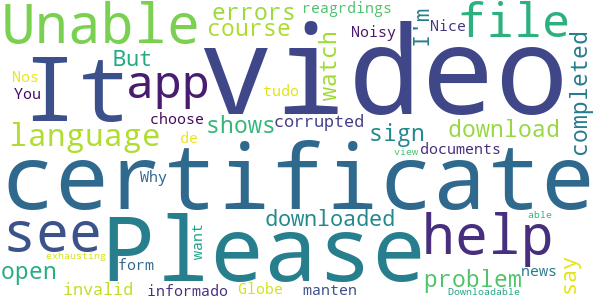 Unable errors reagrdings file
It video course Noisy I'm Nice
But app watch completed
Nos You tudo choose
language de shows corrupted sign download
certificate documents
Why view
see Please downloaded help able
open form want problem news say
exhausting invalid informado Globe manten Downloadable